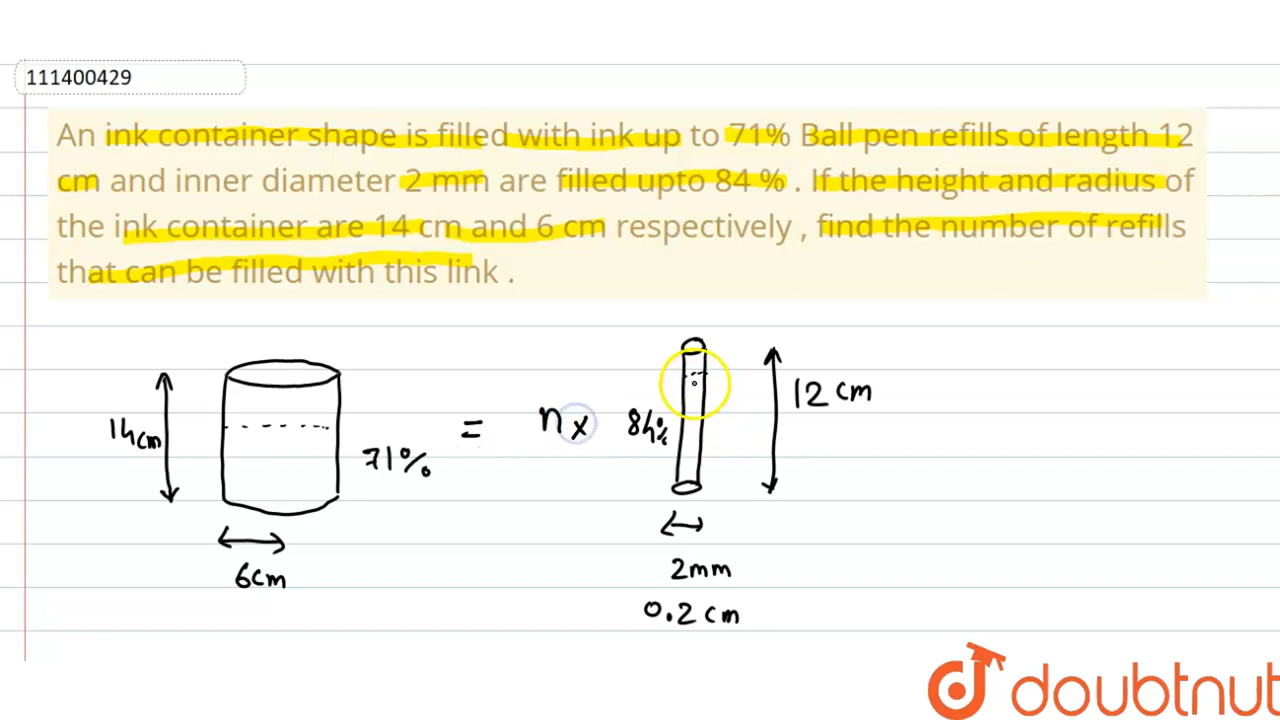 111400429
An ink container shape is filled with ink up to 71% Ball pen refills of length 12
cm and inner diameter 2 mm are filled upto 84 % . If the height and radius of
the ink container are 14 cm and 6 cm respectively , find the number of refills
that can be filled with this link .
14cm
71%
6cm
=
n×
84%
12 cm
2mm
0.2 cm
doubtnut